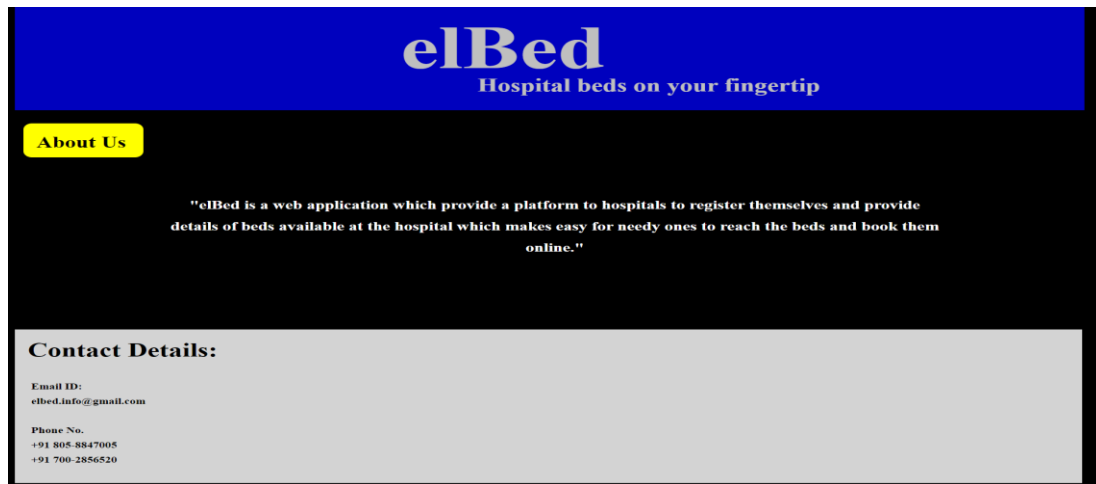 elBed
Hospital beds on your fingertip
About Us
"elBed is a web application which provide a platform to hospitals to register themselves and provide
details of beds available at the hospital which makes easy for needy ones to reach the beds and book them
online."
Contact Details:
Email ID:
elbed.info@gmail.com
Phone No.
+91 805-8847005
+91 700-2856520